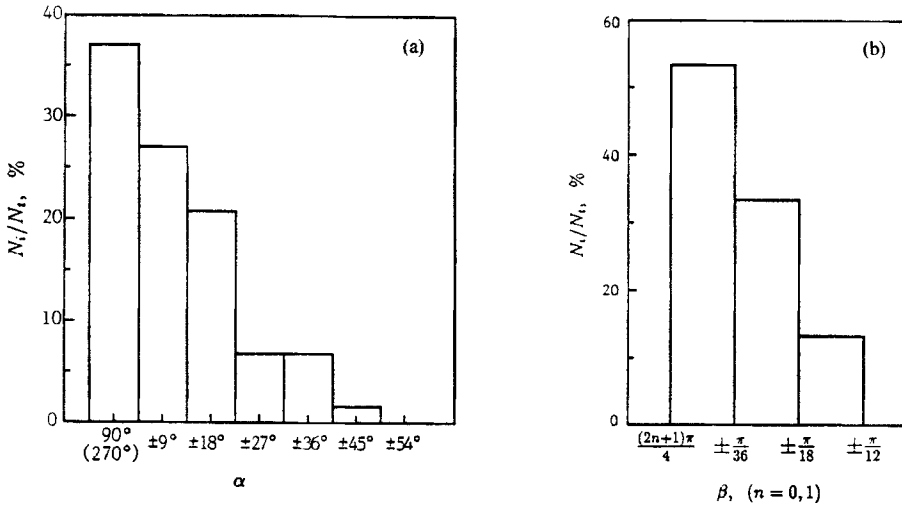 (a)
40
30
20
10
0
N_i/N_t, %
90° ±9° ±18° ±27° ±36° ±45° ±54°
(270°)
α
(b)
60
40
20
0
N_i/N_t, %
(2n+1)π/4 ±π/36 ±π/18 ±π/12
β, (n = 0,1)